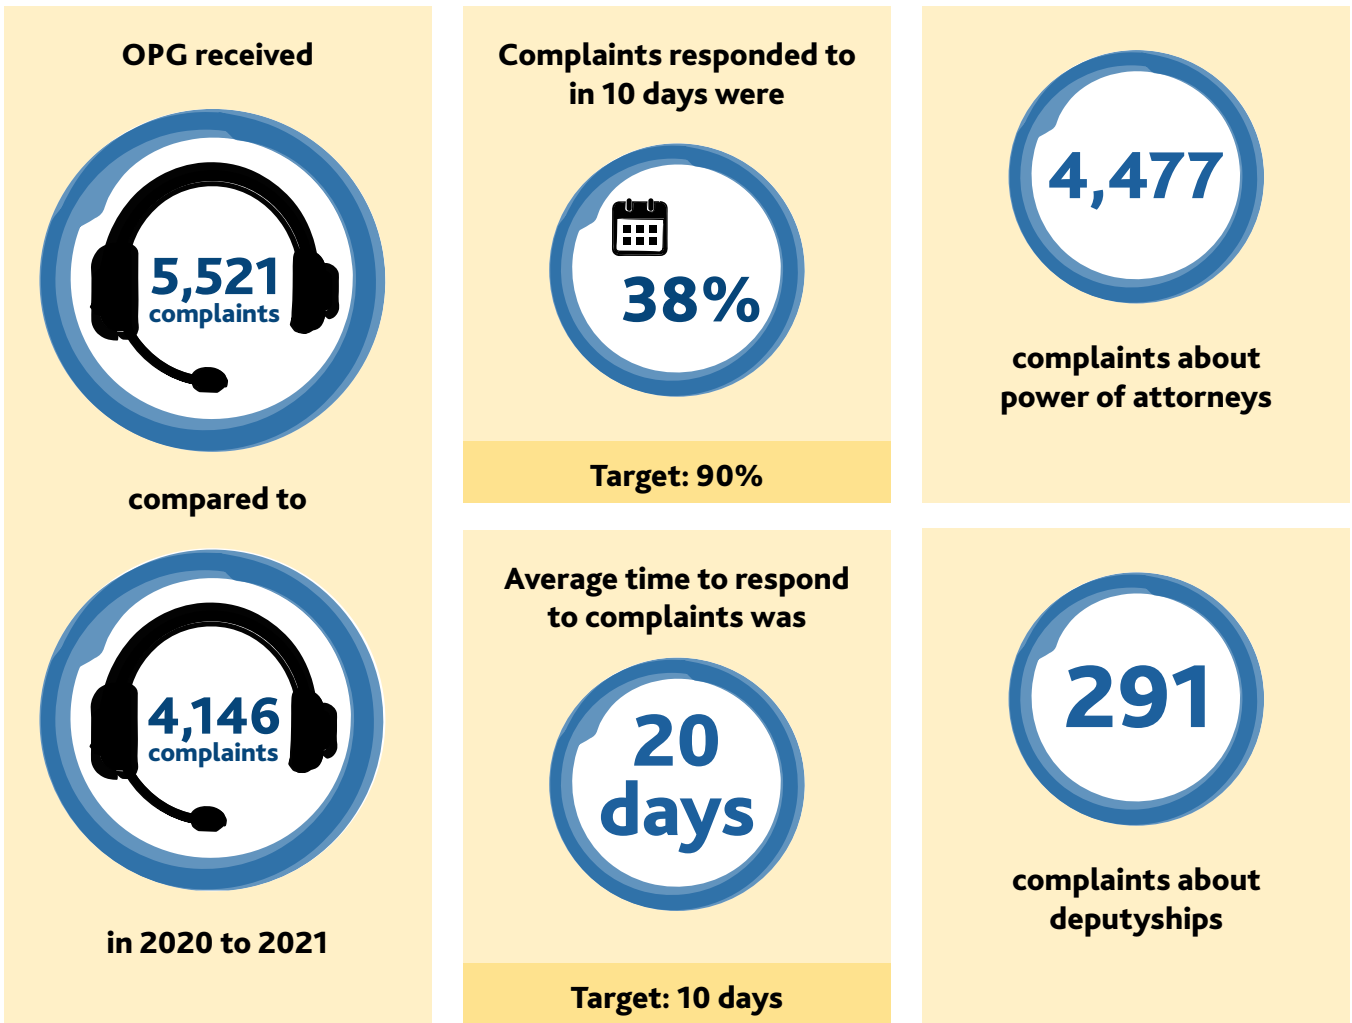 OPG received
5,521
complaints
compared to
4,146
complaints
in 2020 to 2021
Complaints responded to
in 10 days were
38%
Target: 90%
Average time to respond
to complaints was
20
days
Target: 10 days
4,477
complaints about
power of attorneys
291
complaints about
deputyships